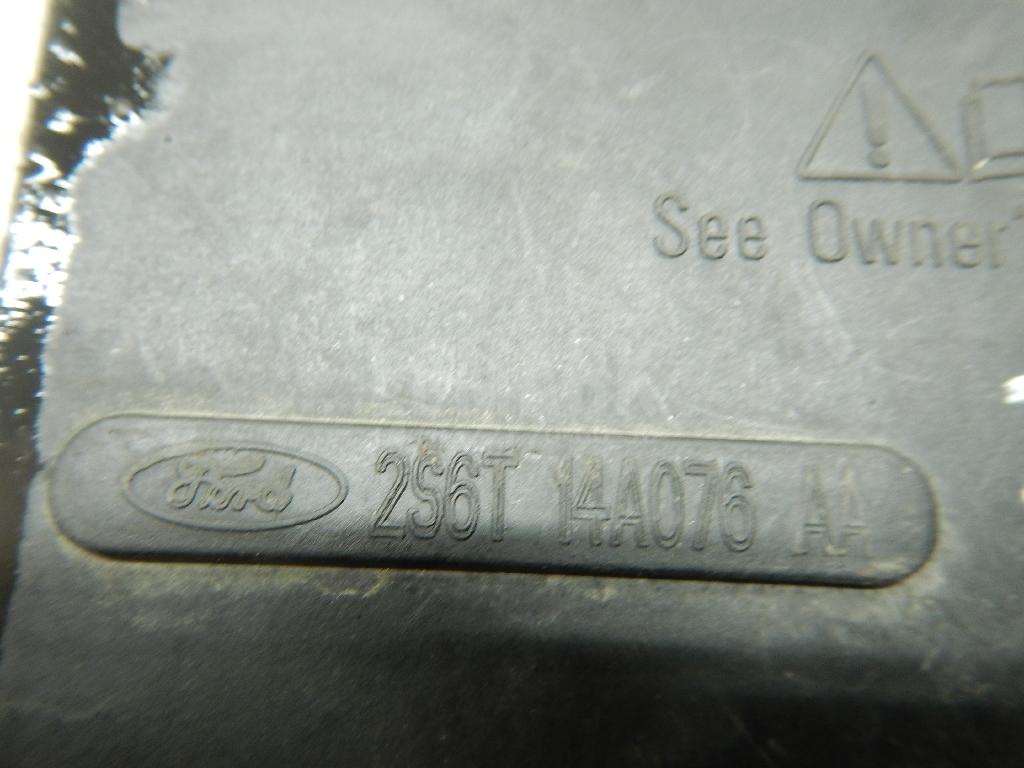 See Owner'
Ford 2S6T 14A076 AA